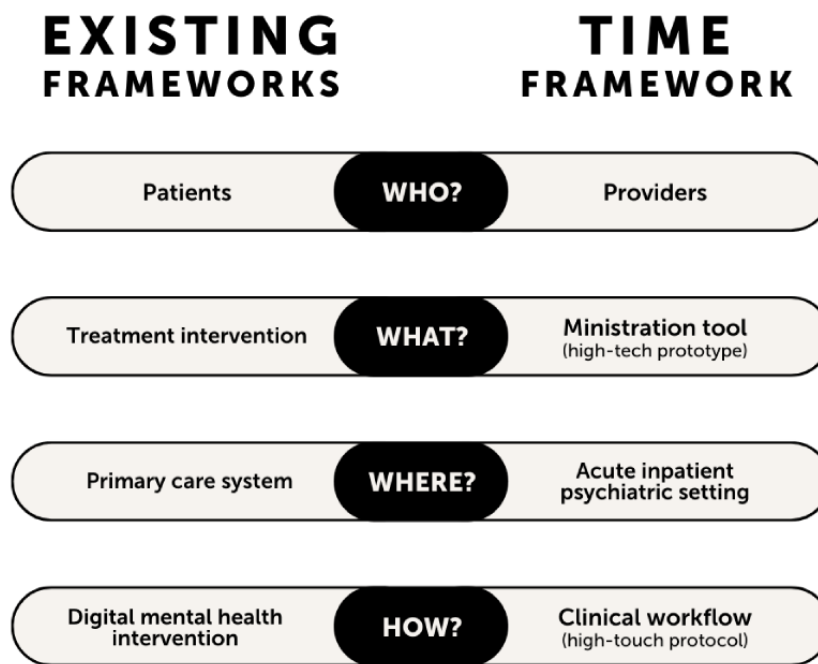 EXISTING
FRAMEWORKS
TIME
FRAMEWORK
Patients
WHO?
Providers
Treatment intervention
WHAT?
Ministration tool
(high-tech prototype)
Primary care system
WHERE?
Acute inpatient
psychiatric setting
Digital mental health
intervention
HOW?
Clinical workflow
(high-touch protocol)